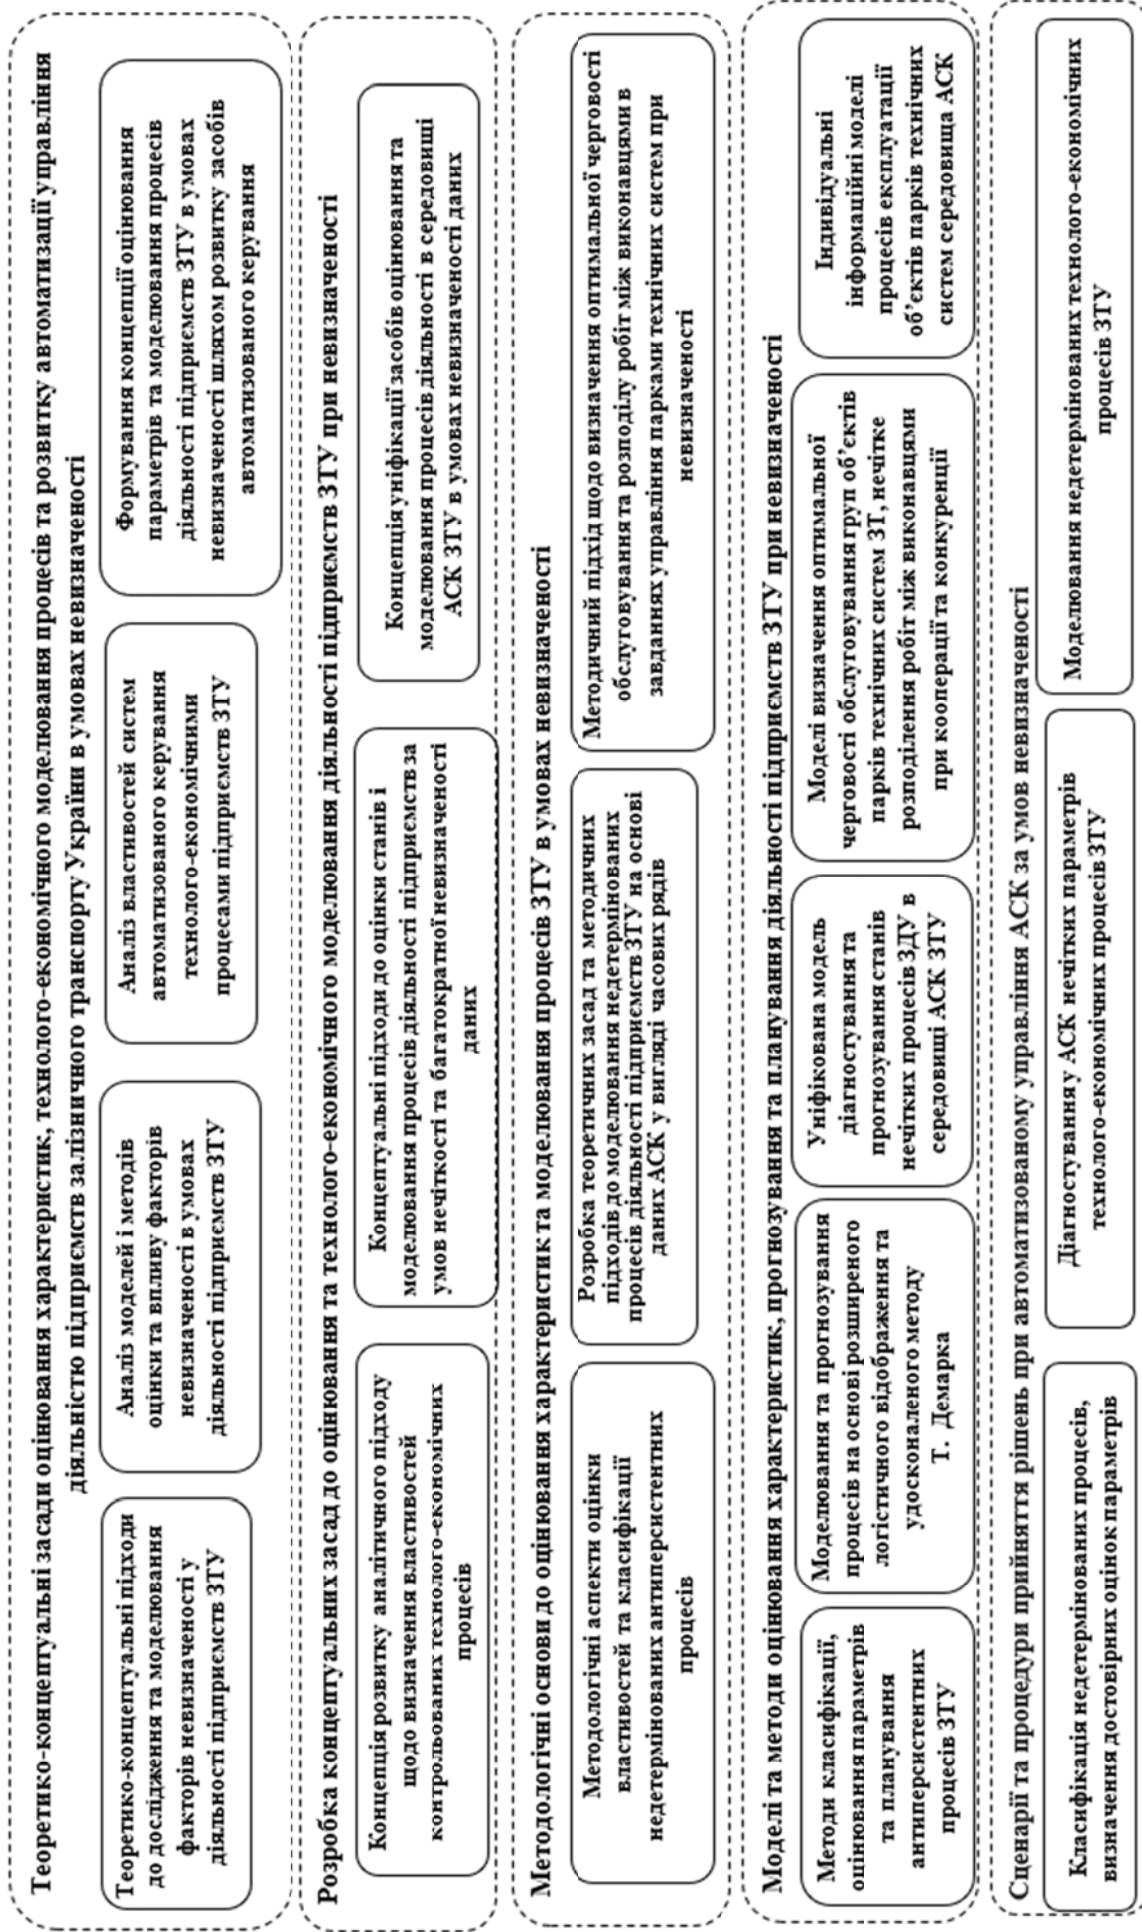 Теоретико-концептуальні засади оцінювання характеристик, технолого-економічного моделювання процесів та розвитку автоматизації управління
діяльністю підприємств залізничного транспорту України в умовах невизначеності
Теоретико-концептуальні підходи
до дослідження та моделювання
факторів невизначеності у
діяльності підприємств ЗТУ
Аналіз моделей і методів
оцінки та впливу факторів
невизначеності в умовах
діяльності підприємств ЗТУ
Аналіз властивостей систем
автоматизованого керування
технолого-економічними
процесами підприємств ЗТУ
Формування концепції оцінювання
параметрів та моделювання процесів
діяльності підприємств ЗТУ в умовах
невизначеності шляхом розвитку засобів
автоматизованого керування
Розробка концептуальних засад до оцінювання та технолого-економічного моделювання діяльності підприємств ЗТУ при невизначеності
Концепція розвитку аналітичного підходу
щодо визначення властивостей
контрольованих технолого-економічних
процесів
Концептуальні підходи до оцінки станів і
моделювання процесів діяльності підприємств за
умов нечіткості та багатократної невизначеності
даних
Концепція уніфікації засобів оцінювання та
моделювання процесів діяльності в середовищі
АСК ЗТУ в умовах невизначеності даних
Методологічні основи до оцінювання характеристик та моделювання процесів ЗТУ в умовах невизначеності
Методологічні аспекти оцінки
властивостей та класифікації
недетермінованих антиперсистентних
процесів
Розробка теоретичних засад та методичних
підходів до моделювання недетермінованих
процесів діяльності підприємств ЗТУ на основі
даних АСК у вигляді часових рядів
Методичний підхід щодо визначення оптимальної черговості
обслуговування та розподілу робіт між виконавцями в
завданнях управління парками технічних систем при
невизначеності
Моделі та методи оцінювання характеристик, прогнозування та планування діяльності підприємств ЗТУ при невизначеності
Методи класифікації,
оцінювання параметрів
та планування
антиперсистентних
процесів ЗТУ
Моделювання та прогнозування
процесів на основі розширеного
логістичного відображення та
удосконаленого методу
Т. Демарка
Уніфікована модель
діагностування та
прогнозування станів
нечітких процесів ЗДУ в
середовищі АСК ЗТУ
Моделі визначення оптимальної
черговості обслуговування груп об’єктів
парків технічних систем ЗТ, нечітке
розподілення робіт між виконавцями
при кооперації та конкуренції
Індивідуальні
інформаційні моделі
процесів експлуатації
об’єктів парків технічних
систем середовища АСК
Сценарії та процедури прийняття рішень при автоматизованому управління АСК за умов невизначеності
Класифікація недетермінованих процесів,
визначення достовірних оцінок параметрів
Діагностування у АСК нечітких параметрів
технолого-економічних процесів ЗТУ
Моделювання недетермінованих технолого-економічних
процесів ЗТУ